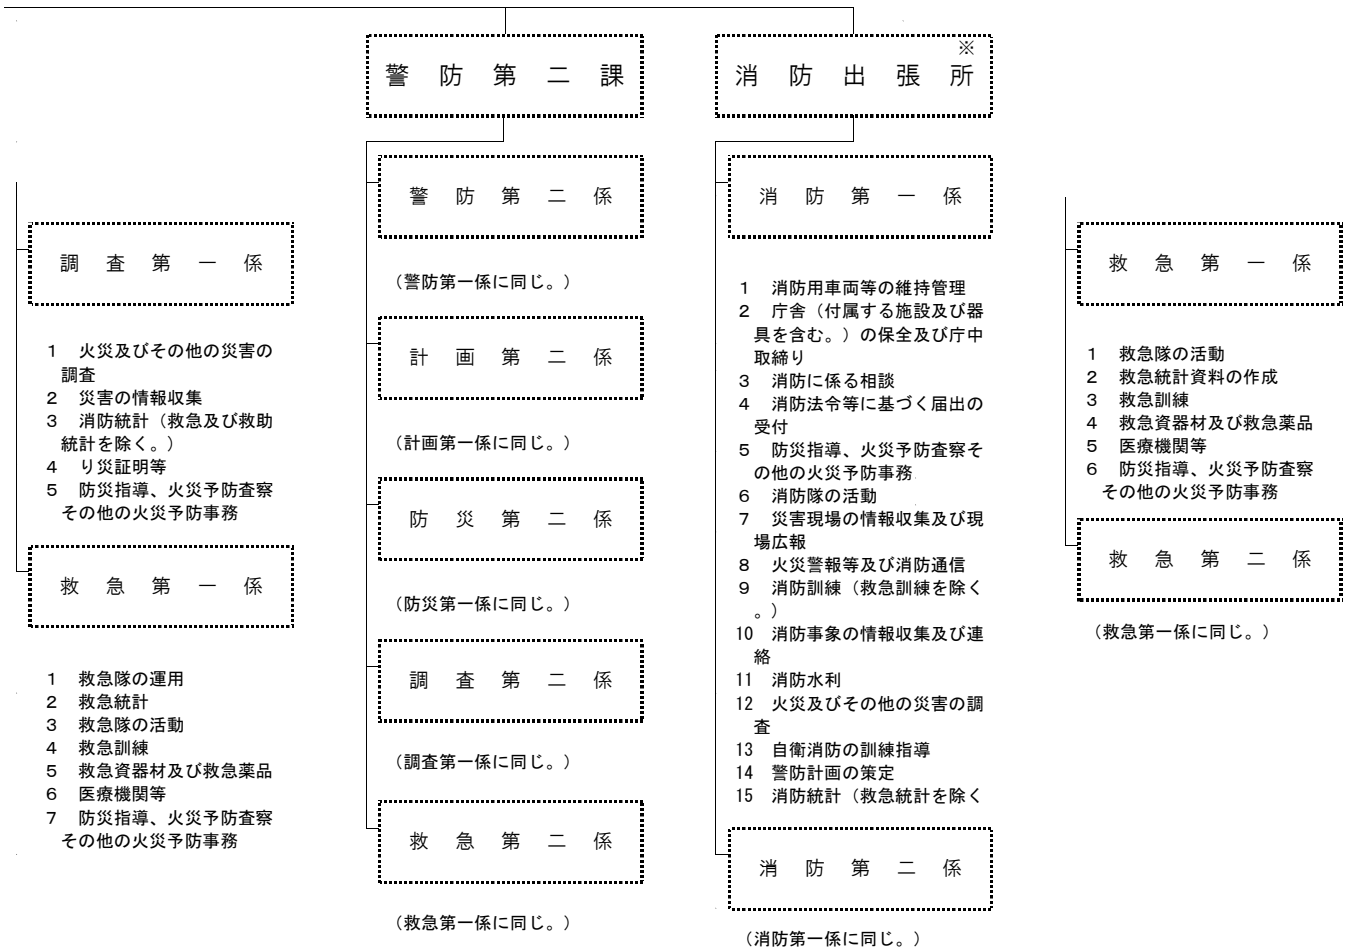 調査第一係
1 火災及びその他の災害の
調査
2 災害の情報収集
3 消防統計（救急及び救助
統計を除く。）
4 り災証明等
5 防災指導、火災予防査察
その他の火災予防事務
救急第一係
1 救急隊の運用
2 救急統計
3 救急隊の活動
4 救急訓練
5 救急資器材及び救急薬品
6 医療機関等
7 防災指導、火災予防査察
その他の火災予防事務
警防第二課
警防第二係
（警防第一係に同じ。）
計画第二係
（計画第一係に同じ。）
防災第二係
（防災第一係に同じ。）
調査第二係
（調査第一係に同じ。）
救急第二係
（救急第一係に同じ。）
※
消防出張所
消防第一係
1 消防用車両等の維持管理
2 庁舎（付属する施設及び器
具を含む。）の保全及び庁中
取締り
3 消防に係る相談
4 消防法令等に基づく届出の
受付
5 防災指導、火災予防査察そ
の他の火災予防事務
6 消防隊の活動
7 災害現場の情報収集及び現
場広報
8 火災警報等及び消防通信
9 消防訓練（救急訓練を除く
。）
10 消防事象の情報収集及び連
絡
11 消防水利
12 火災及びその他の災害の調
査
13 自衛消防の訓練指導
14 警防計画の策定
15 消防統計（救急統計を除く
消防第二係
（消防第一係に同じ。）
救急第一係
1 救急隊の活動
2 救急統計資料の作成
3 救急訓練
4 救急資器材及び救急薬品
5 医療機関等
6 防災指導、火災予防査察
その他の火災予防事務
救急第二係
（救急第一係に同じ。）